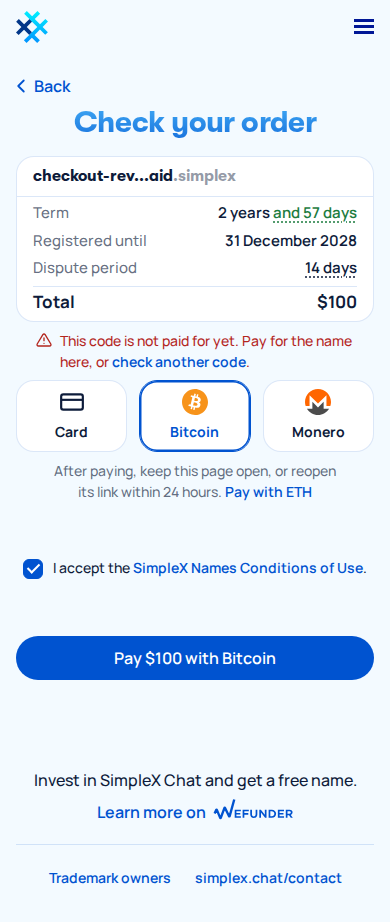 Back
Check your order
checkout-rev...aid.simplex
Term 2 years and 57 days
Registered until 31 December 2028
Dispute period 14 days
Total $100
This code is not paid for yet. Pay for the name
here, or check another code.
Card Bitcoin Monero
After paying, keep this page open, or reopen
its link within 24 hours. Pay with ETH
I accept the SimpleX Names Conditions of Use.
Pay $100 with Bitcoin
Invest in SimpleX Chat and get a free name.
Learn more on WEFUNDER
Trademark owners simplex.chat/contact